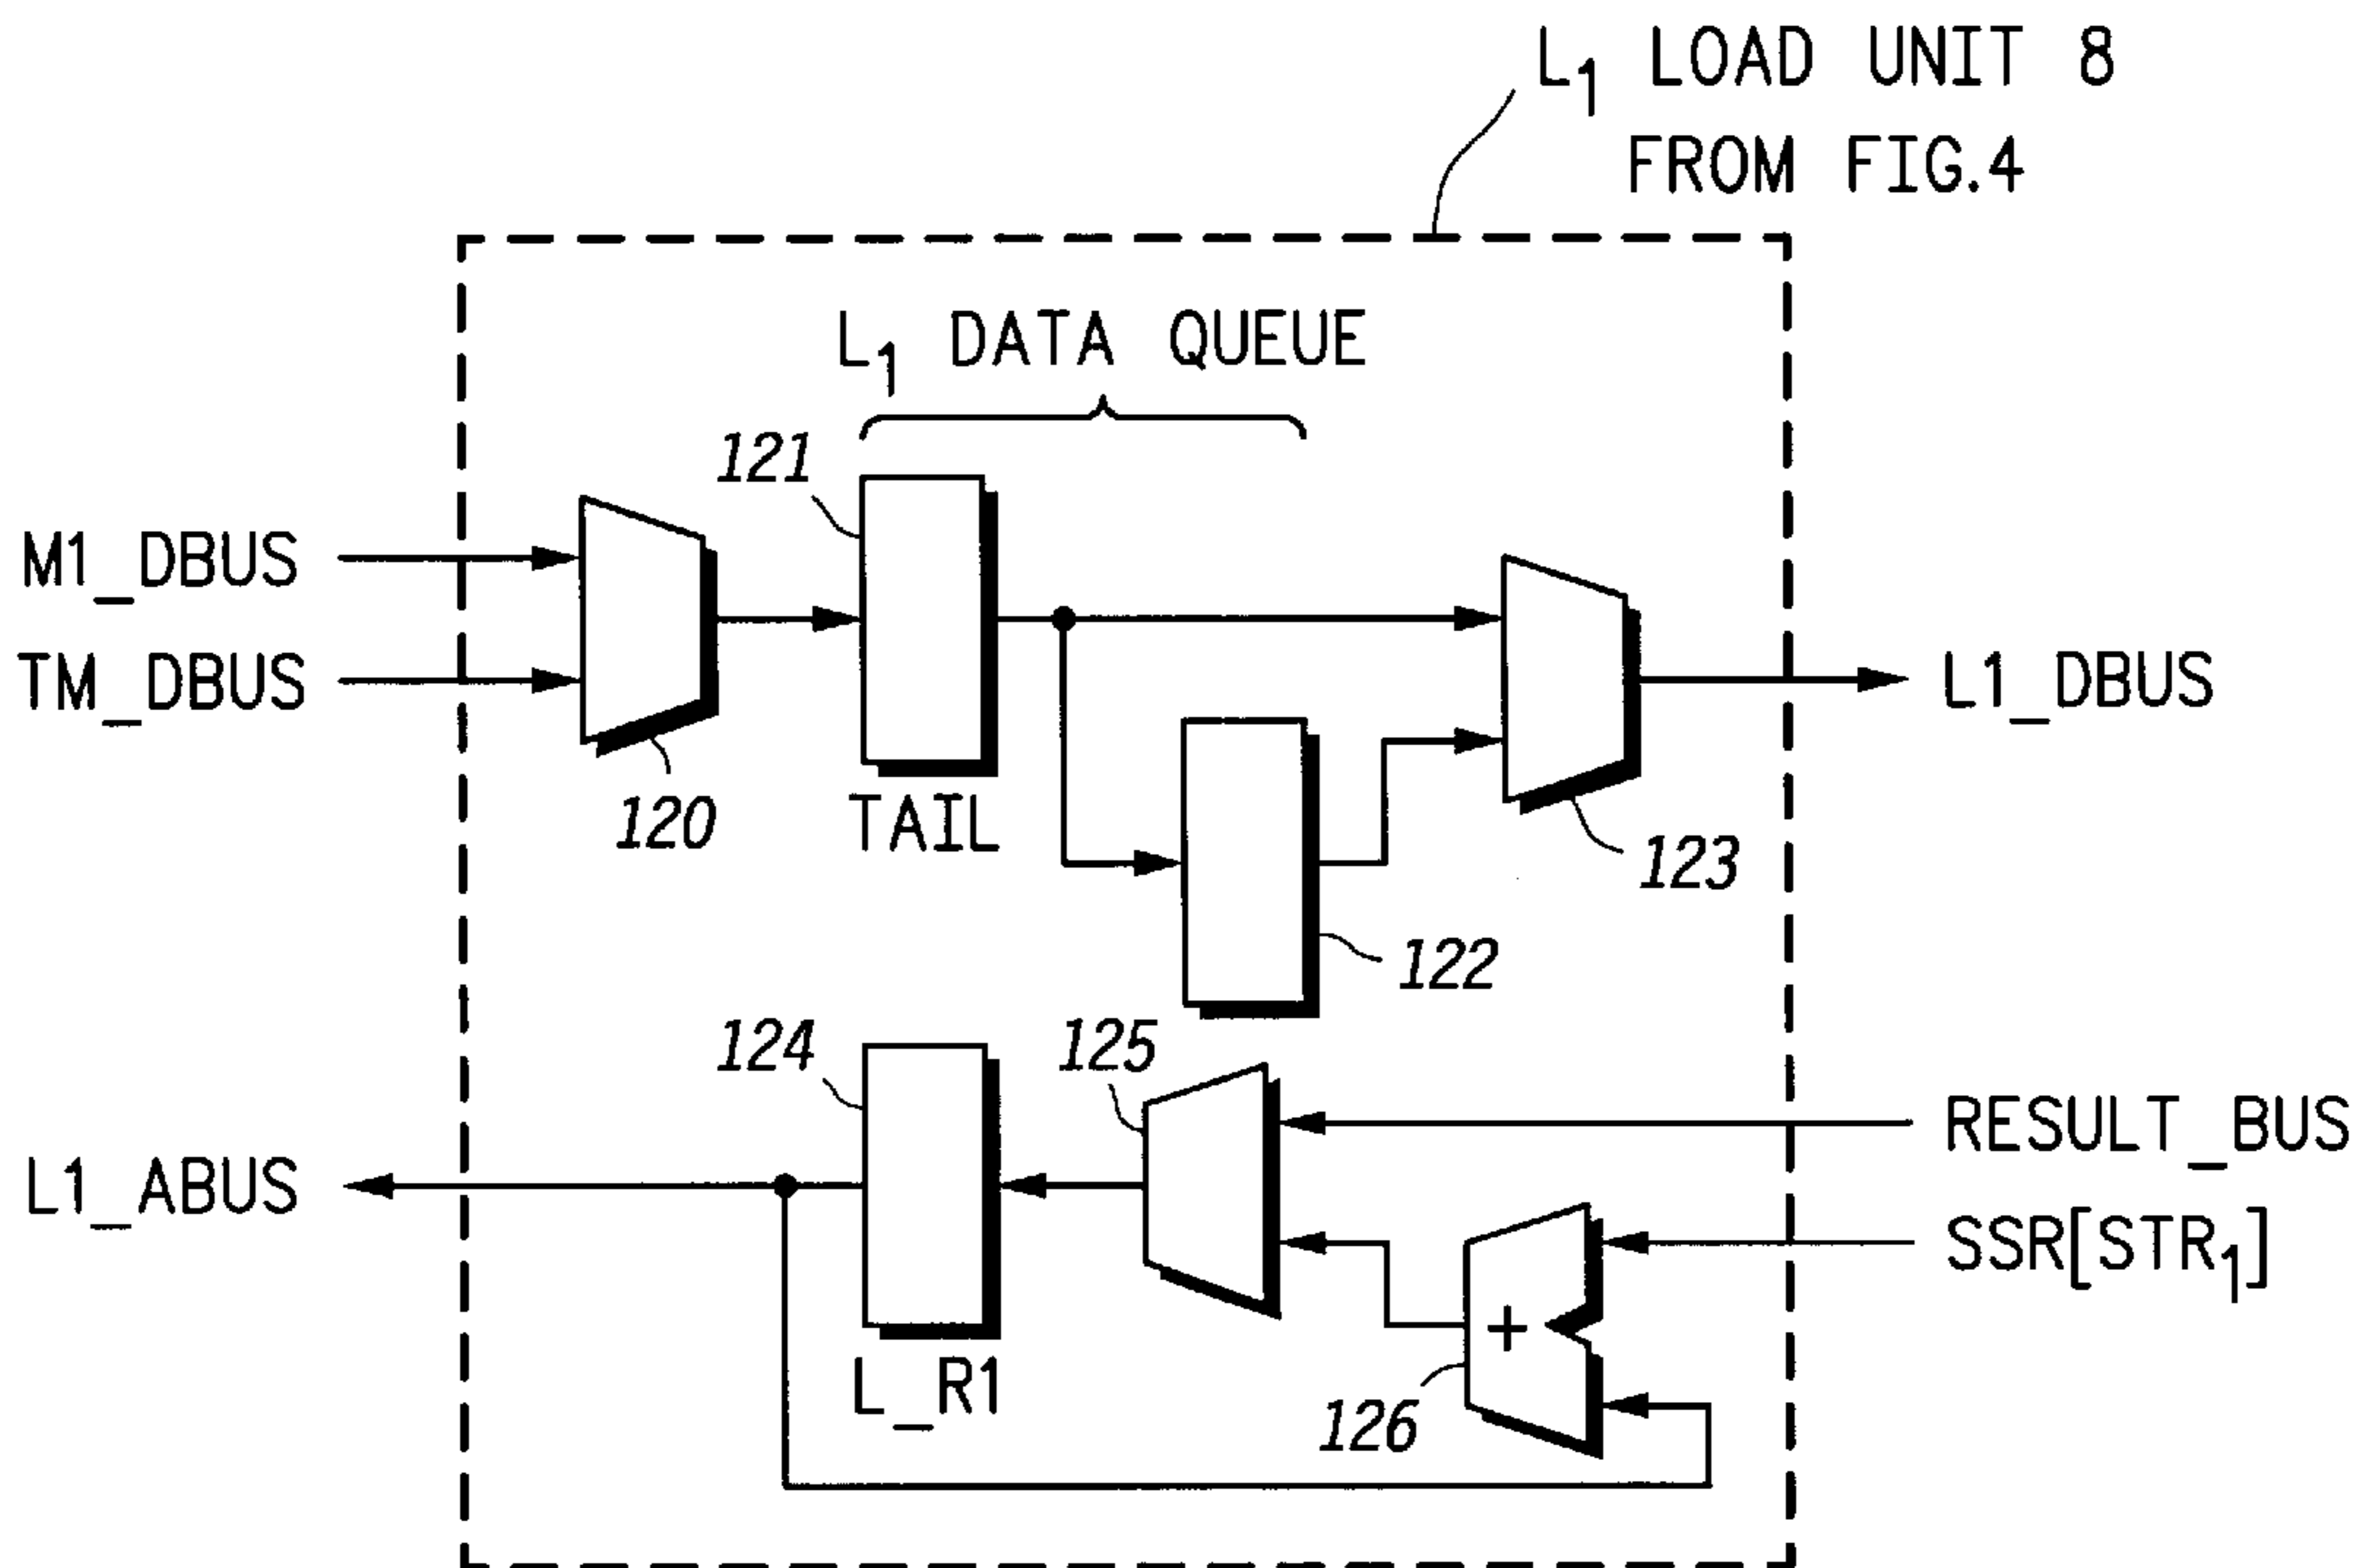 L1 LOAD UNIT 8
FROM FIG.4
L1 DATA QUEUE
121
M1_DBUS
TM_DBUS
L1_DBUS
120
TAIL
123
122
124
125
RESULT_BUS
L1_ABUS
SSR[STR1]
+
L_R1
126